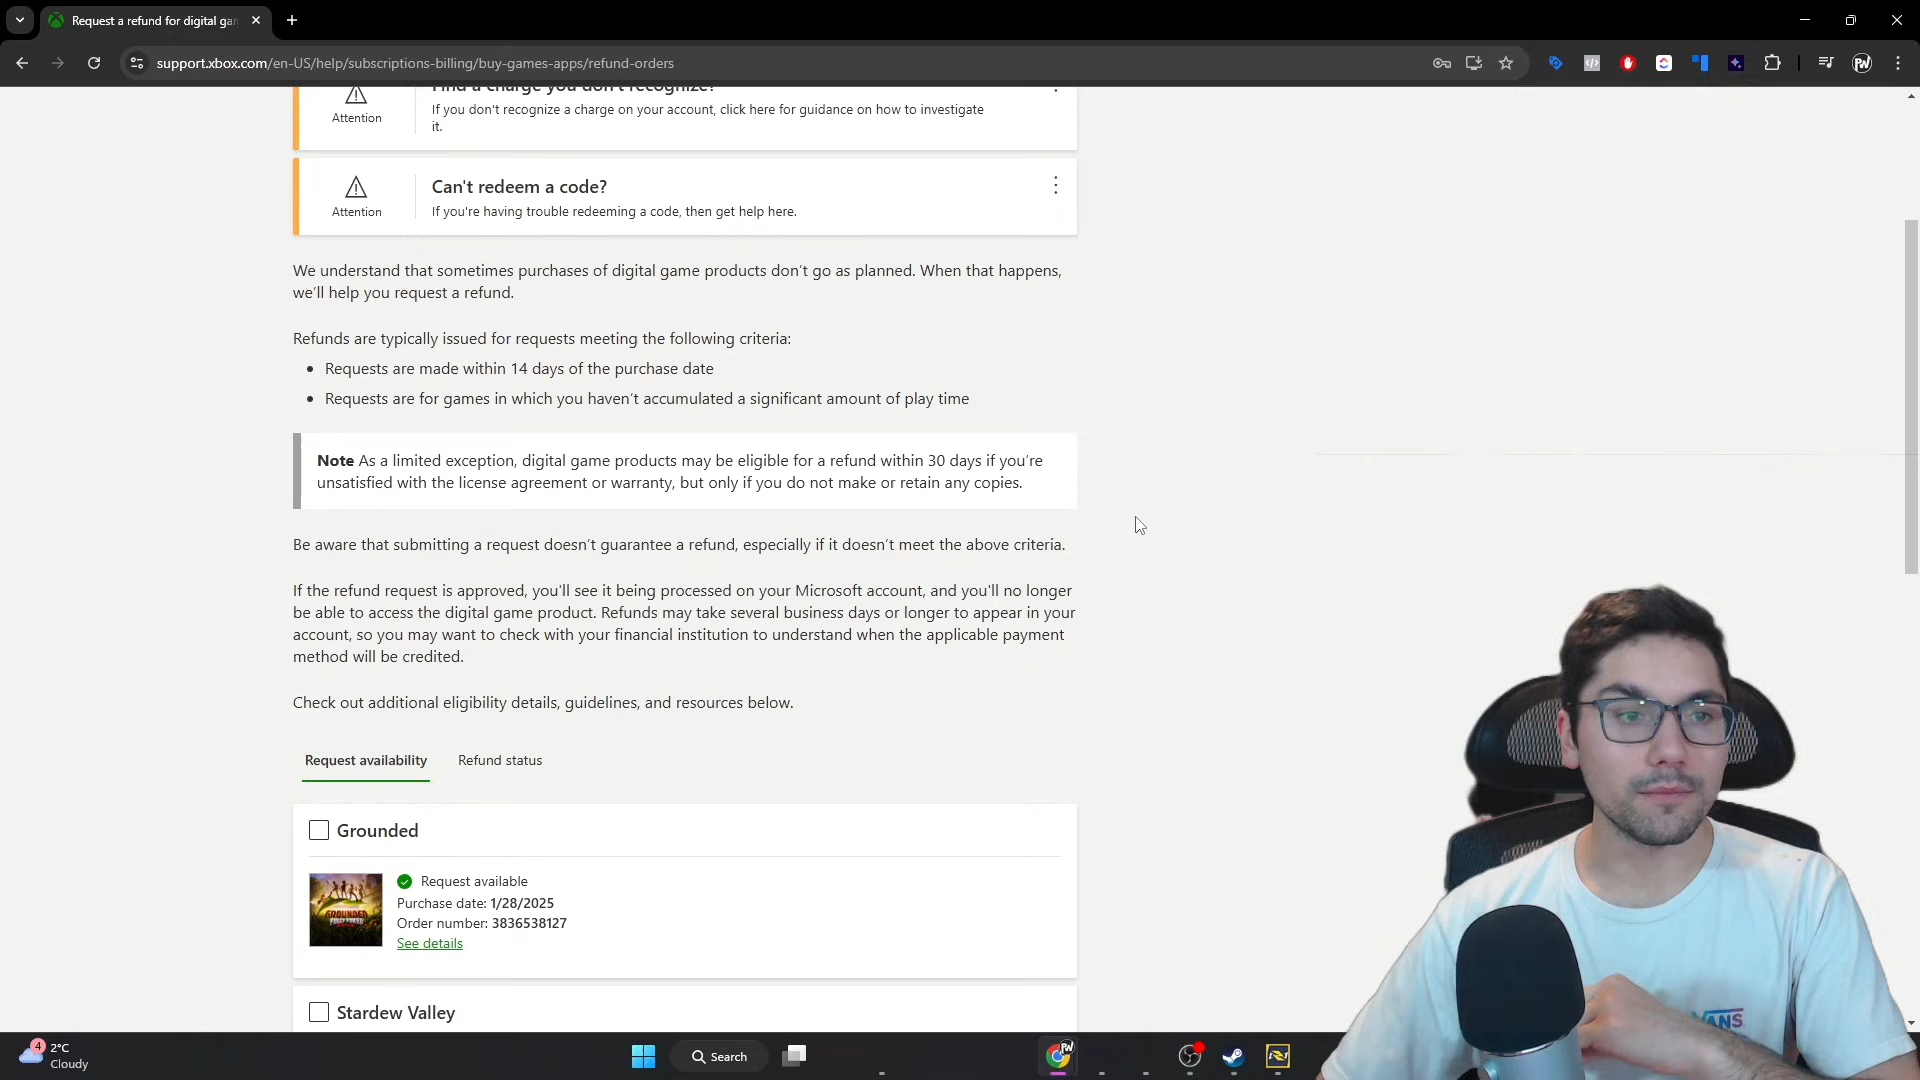 Request a refund for digital gar
support.xbox.com/en-US/help/subscriptions-billing/buy-games-apps/refund-orders
Find a charge you don't recognize?
Attention
If you don't recognize a charge on your account, click here for guidance on how to investigate
it.
Can't redeem a code?
Attention
If you're having trouble redeeming a code, then get help here.
We understand that sometimes purchases of digital game products don't go as planned. When that happens,
we'll help you request a refund.
Refunds are typically issued for requests meeting the following criteria:
• Requests are made within 14 days of the purchase date
• Requests are for games in which you haven't accumulated a significant amount of play time
Note As a limited exception, digital game products may be eligible for a refund within 30 days if you're
unsatisfied with the license agreement or warranty, but only if you do not make or retain any copies.
Be aware that submitting a request doesn't guarantee a refund, especially if it doesn't meet the above criteria.
If the refund request is approved, you'll see it being processed on your Microsoft account, and you'll no longer
be able to access the digital game product. Refunds may take several business days or longer to appear in your
account, so you may want to check with your financial institution to understand when the applicable payment
method will be credited.
Check out additional eligibility details, guidelines, and resources below.
Request availability Refund status
Grounded
GROUNDED
Request available
Purchase date: 1/28/2025
Order number: 3836538127
See details
Stardew Valley
VANS
4
2°C
Cloudy
Search
PW